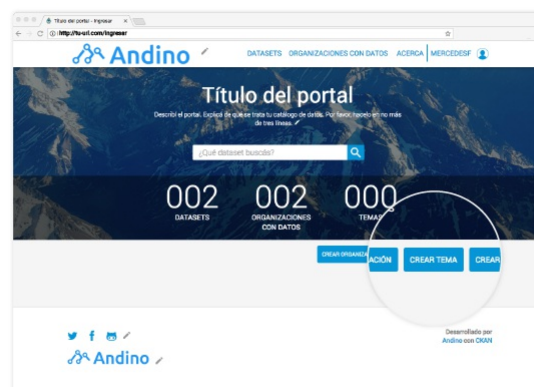 Título del portal - Ingresar
http://tu-url.com/ingresar
Andino
DATASETS ORGANIZACIONES CON DATOS ACERCA MERCEDESF
Título del portal
Describí el portal. Explicá de qué se trata tu catálogo de datos. Por favor, hacelo en no más
de tres líneas.
¿Qué dataset buscás?
002 002 000
DATASETS ORGANIZACIONES CON DATOS TEMAS
CREAR ORGANIZA ACIÓN CREAR TEMA CREAR
Desarrollado por
Andino con CKAN
Andino